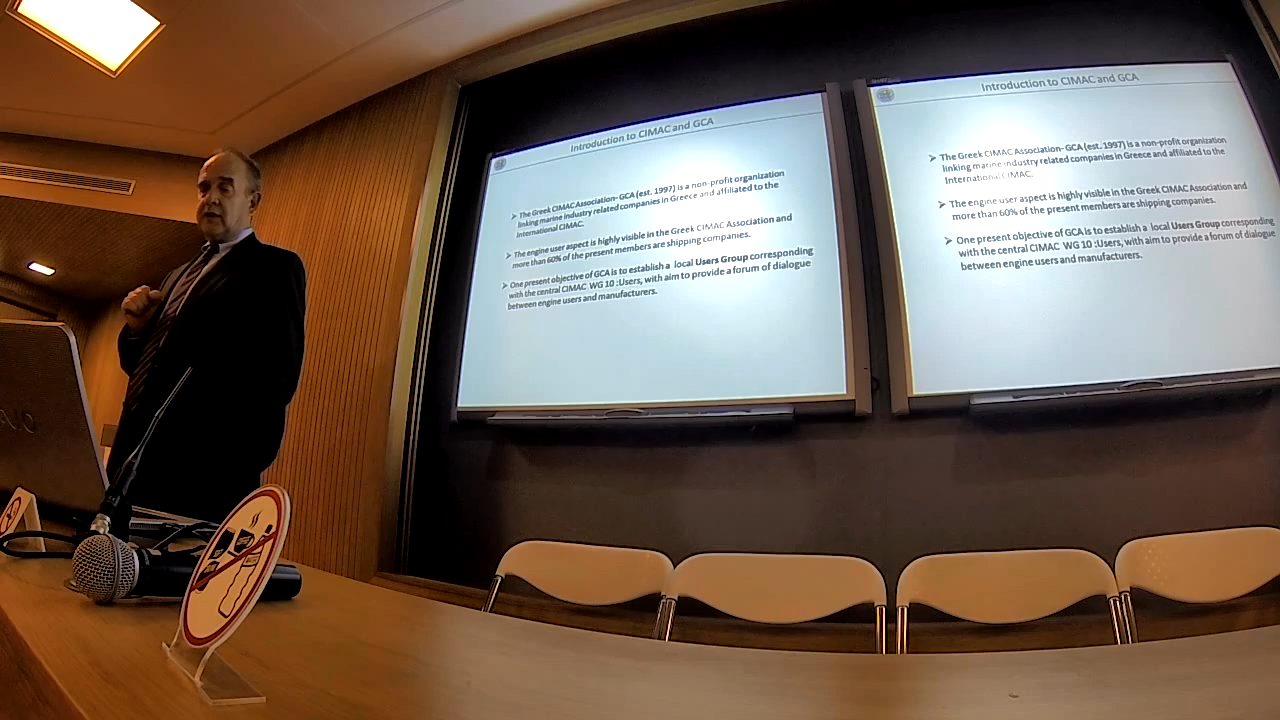 Introduction to CIMAC and GCA
➤ The Greek CIMAC Association- GCA (est. 1997) is a non-profit organization
linking marine industry related companies in Greece and affiliated to the
International CIMAC.
➤ The engine user aspect is highly visible in the Greek CIMAC Association and
more than 60% of the present members are shipping companies.
➤ One present objective of GCA is to establish a local Users Group corresponding
with the central CIMAC WG 10 :Users, with aim to provide a forum of dialogue
between engine users and manufacturers.
Introduction to CIMAC and GCA
➤ The Greek CIMAC Association- GCA (est. 1997) is a non-profit organization
linking marine industry related companies in Greece and affiliated to the
International CIMAC.
➤ The engine user aspect is highly visible in the Greek CIMAC Association and
more than 60% of the present members are shipping companies.
➤ One present objective of GCA is to establish a local Users Group corresponding
with the central CIMAC WG 10 :Users, with aim to provide a forum of dialogue
between engine users and manufacturers.